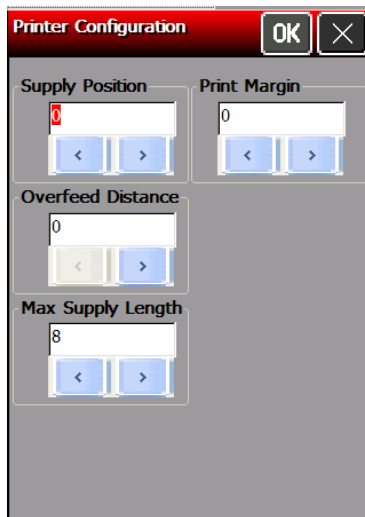 Printer Configuration OK
Supply Position Print Margin
0 0
Overfeed Distance
0
Max Supply Length
8